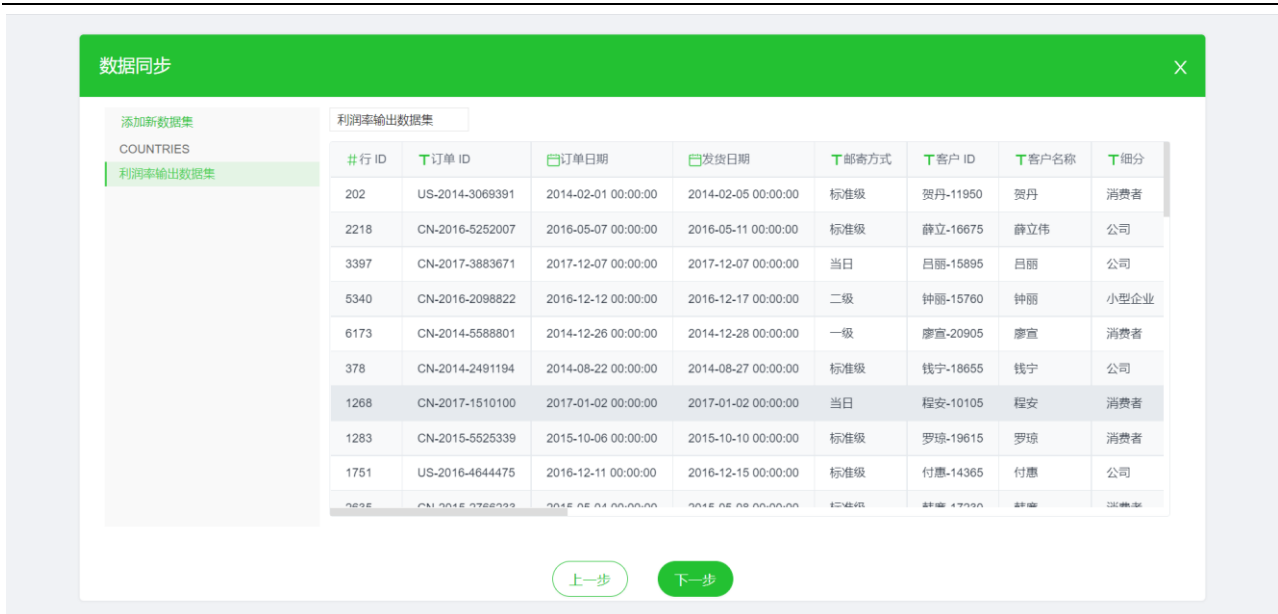 数据同步 X
添加新数据集
COUNTRIES
利润率输出数据集
利润率输出数据集
行 ID 订单 ID 订单日期 发货日期 邮寄方式 客户 ID 客户名称 细分
202 US-2014-3069391 2014-02-01 00:00:00 2014-02-05 00:00:00 标准级 贺丹-11950 贺丹 消费者
2218 CN-2016-5252007 2016-05-07 00:00:00 2016-05-11 00:00:00 标准级 薛立-16675 薛立伟 公司
3397 CN-2017-3883671 2017-12-07 00:00:00 2017-12-07 00:00:00 当日 吕丽-15895 吕丽 公司
5340 CN-2016-2098822 2016-12-12 00:00:00 2016-12-17 00:00:00 二级 钟丽-15760 钟丽 小型企业
6173 CN-2014-5588801 2014-12-26 00:00:00 2014-12-28 00:00:00 一级 廖宣-20905 廖宣 消费者
378 CN-2014-2491194 2014-08-22 00:00:00 2014-08-27 00:00:00 标准级 钱宁-18655 钱宁 公司
1268 CN-2017-1510100 2017-01-02 00:00:00 2017-01-02 00:00:00 当日 程安-10105 程安 消费者
1283 CN-2015-5525339 2015-10-06 00:00:00 2015-10-10 00:00:00 标准级 罗琼-19615 罗琼 消费者
1751 US-2016-4644475 2016-12-11 00:00:00 2016-12-15 00:00:00 标准级 付惠-14365 付惠 公司
上一步 下一步